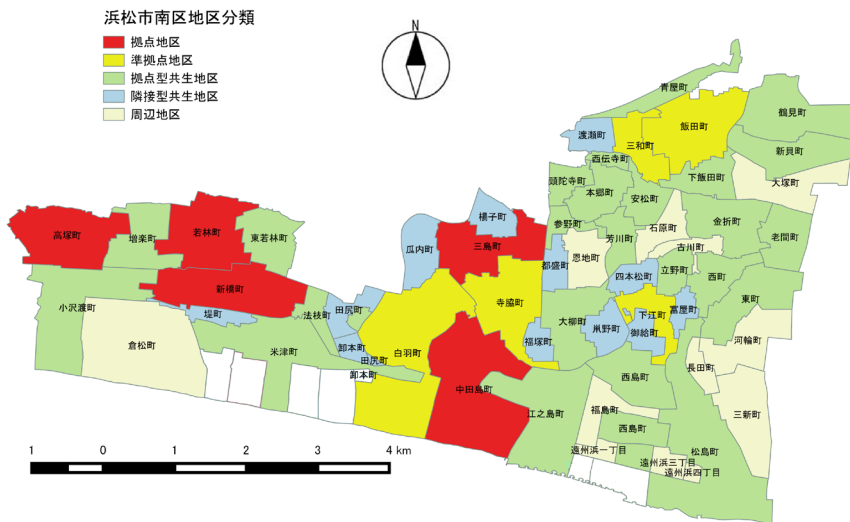 浜松市南区地区分類
拠点地区
準拠点地区
拠点型共生地区
隣接型共生地区
周辺地区
青屋町
鶴見町
渡瀬町
三和町
飯田町
新貝町
西伝寺町
下飯田町
大塚町
頭陀寺町
本郷町
安松町
楊子町
参野町
芳川町
石原町
金折町
老間町
高塚町
増楽町
若林町
東若林町
瓜内町
三島町
都盛町
恩地町
古川町
四本松町
立野町
西町
新橋町
小沢渡町
堤町
法枝町
田尻町
寺脇町
大柳町
下江町
富屋町
東町
倉松町
米津町
卸本町
白羽町
福塚町
鼡野町
御給町
河輪町
田尻町
卸本町
中田島町
西島町
長田町
江之島町
福島町
三新町
西島町
遠州浜一丁目
松島町
遠州浜三丁目
遠州浜四丁目
1 0 1 2 3 4 km